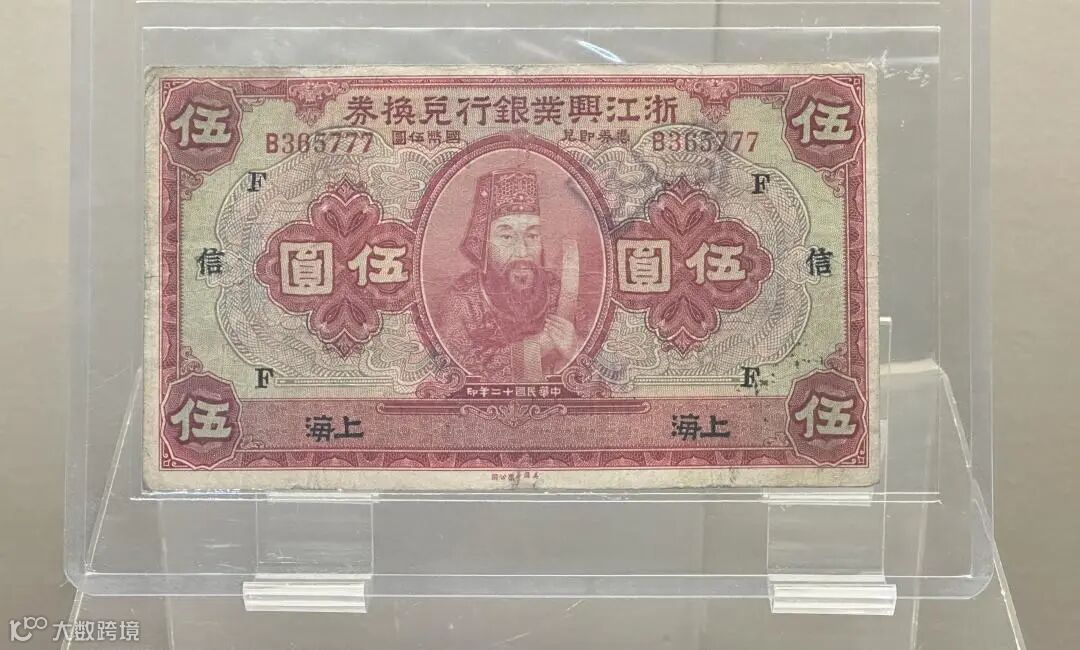 伍 浙江興業銀行兌換券 伍
B365777 憑券即兌 國幣伍圓 B365777
F F
信 伍圓 伍圓 信
F F
中華民國十二年印
伍 上海 上海 伍
大数跨境